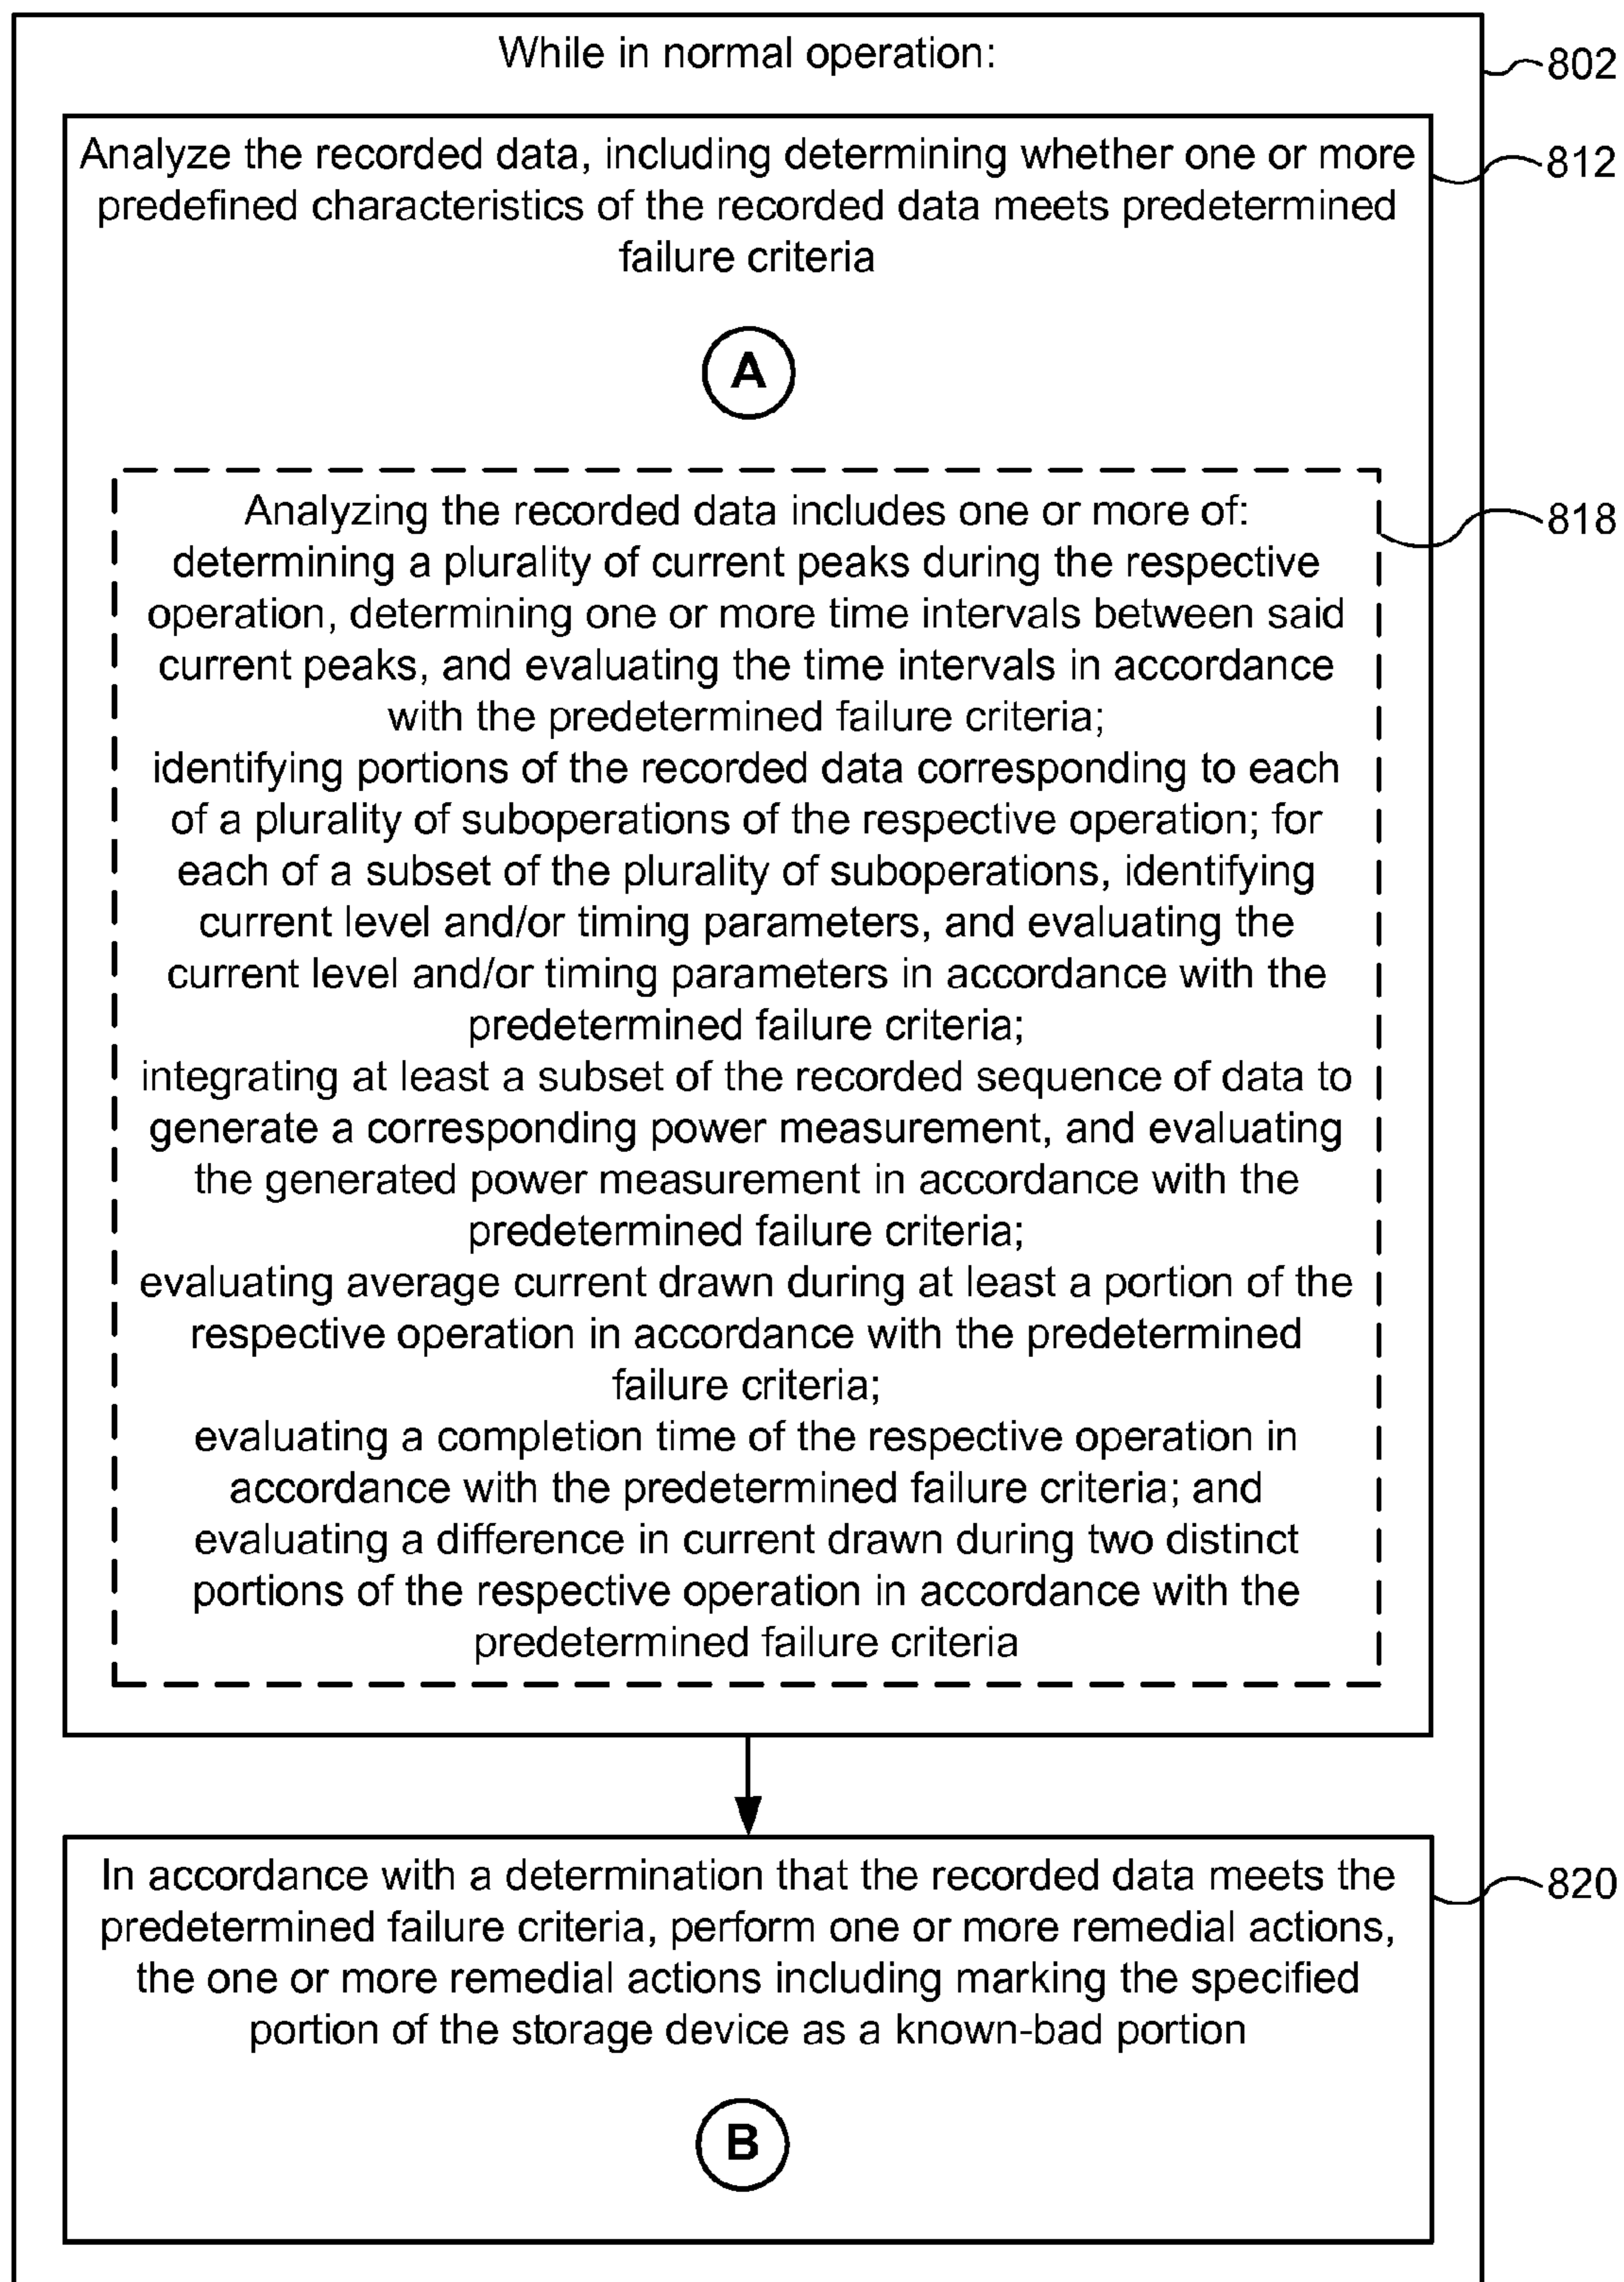 While in normal operation:
802
Analyze the recorded data, including determining whether one or more
812
predefined characteristics of the recorded data meets predetermined
failure criteria
A
Analyzing the recorded data includes one or more of:
818
determining a plurality of current peaks during the respective
operation, determining one or more time intervals between said
current peaks, and evaluating the time intervals in accordance
with the predetermined failure criteria;
identifying portions of the recorded data corresponding to each
of a plurality of suboperations of the respective operation; for
each of a subset of the plurality of suboperations, identifying
current level and/or timing parameters, and evaluating the
current level and/or timing parameters in accordance with the
predetermined failure criteria;
integrating at least a subset of the recorded sequence of data to
generate a corresponding power measurement, and evaluating
the generated power measurement in accordance with the
predetermined failure criteria;
evaluating average current drawn during at least a portion of the
respective operation in accordance with the predetermined
failure criteria;
evaluating a completion time of the respective operation in
accordance with the predetermined failure criteria; and
evaluating a difference in current drawn during two distinct
portions of the respective operation in accordance with the
predetermined failure criteria
In accordance with a determination that the recorded data meets the
820
predetermined failure criteria, perform one or more remedial actions,
the one or more remedial actions including marking the specified
portion of the storage device as a known-bad portion
B